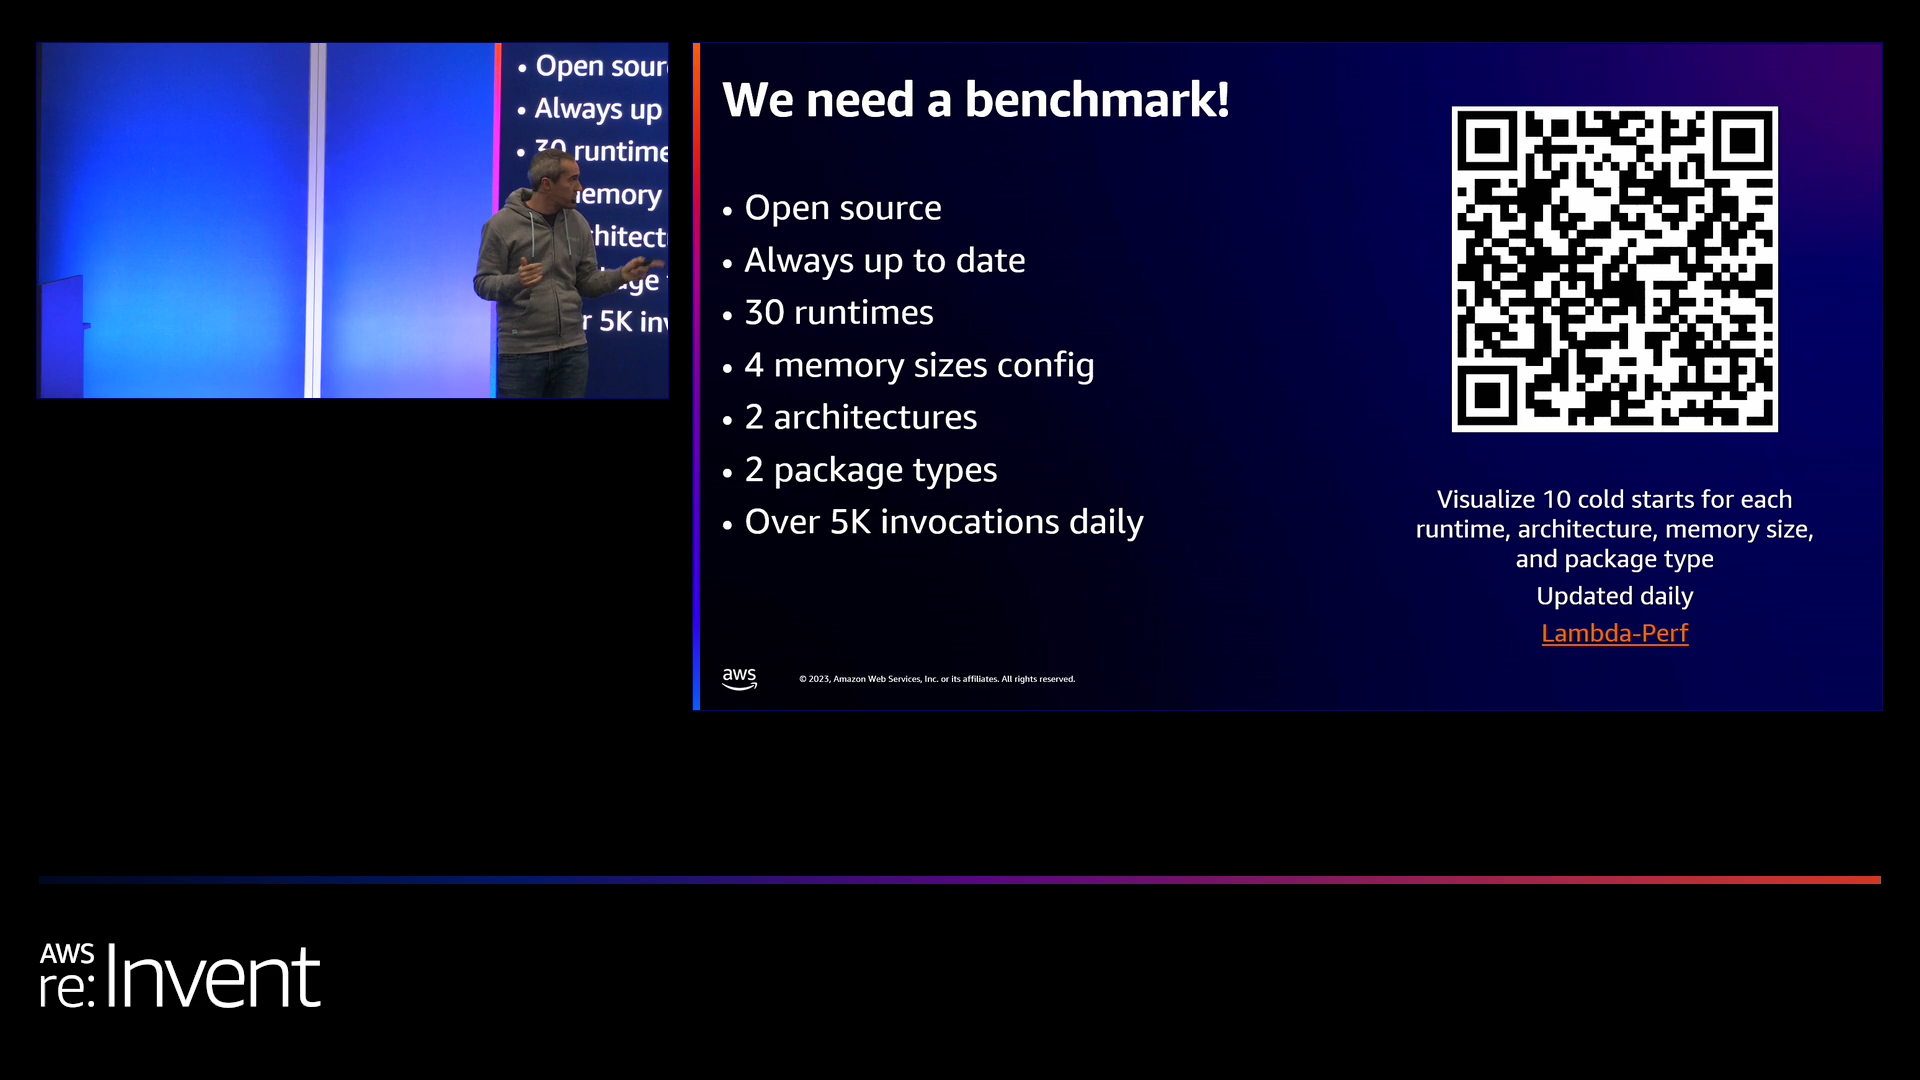 • Open sour
• Always up
• 30 runtime
emory
hitect
age
r 5K inv
We need a benchmark!
• Open source
• Always up to date
• 30 runtimes
• 4 memory sizes config
• 2 architectures
• 2 package types
• Over 5K invocations daily
Visualize 10 cold starts for each
runtime, architecture, memory size,
and package type
Updated daily
Lambda-Perf
aws
© 2023, Amazon Web Services, Inc. or its affiliates. All rights reserved.
AWS
re:Invent